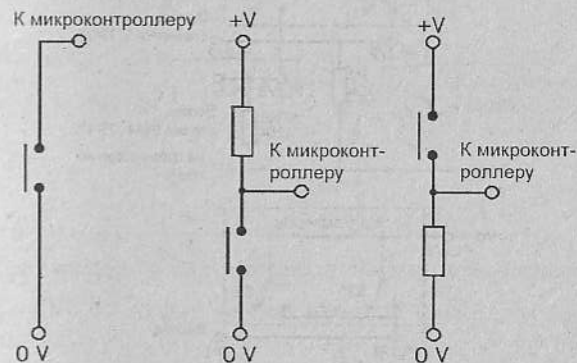 К микроконтроллеру
+V
+V
К микроконт-
роллеру
К микроконт-
роллеру
0 V
0 V
0 V